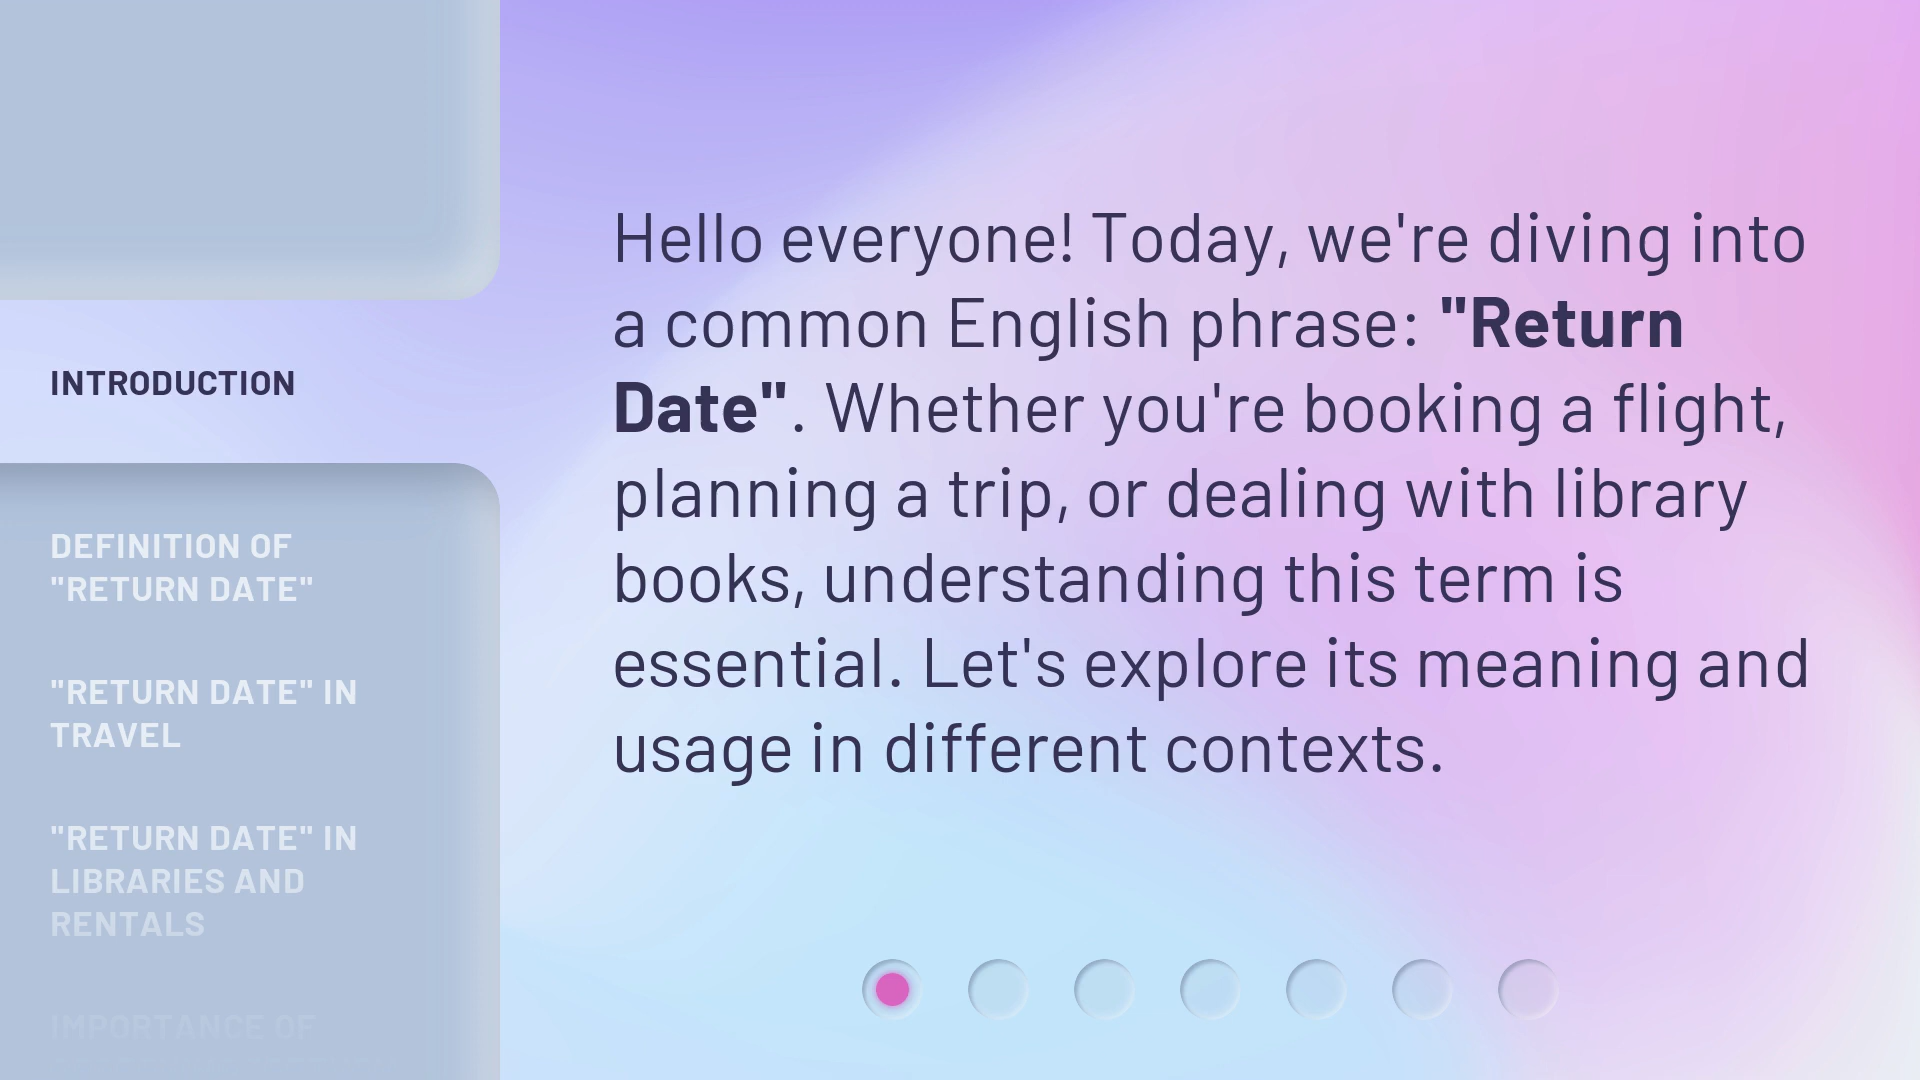 INTRODUCTION
DEFINITION OF
"RETURN DATE"
"RETURN DATE" IN
TRAVEL
"RETURN DATE" IN
LIBRARIES AND
RENTALS
IMPORTANCE OF
Hello everyone! Today, we're diving into
a common English phrase: "Return
Date". Whether you're booking a flight,
planning a trip, or dealing with library
books, understanding this term is
essential. Let's explore its meaning and
usage in different contexts.